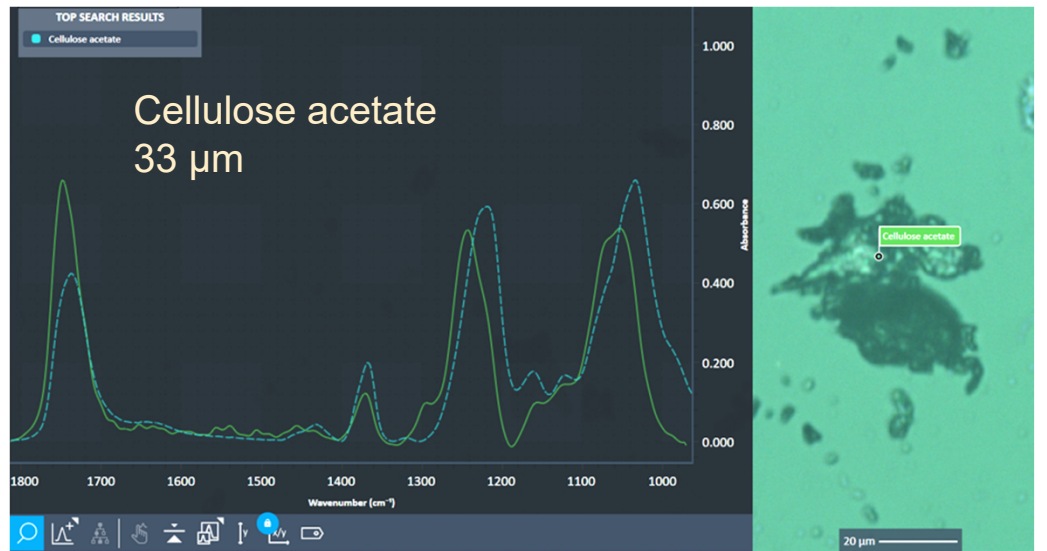 TOP SEARCH RESULTS
Cellulose acetate
Cellulose acetate
33 μm
1.000
0.800
0.600
0.400
0.200
0.000
Absorbance
1800 1700 1600 1500 1400 1300 1200 1100 1000
Wavenumber (cm⁻¹)
Y
X/Y
Cellulose acetate
20 μm